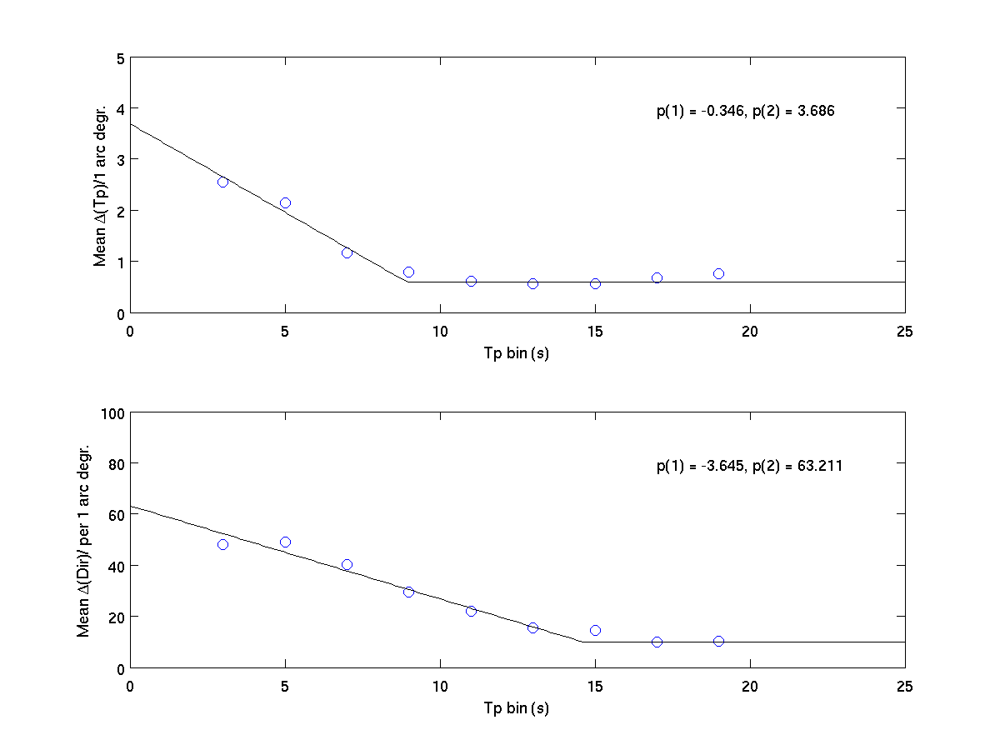 5
4
3
2
1
0
Mean Δ(Tp)/1 arc degr.
p(1) = -0.346, p(2) = 3.686
0 5 10 15 20 25
Tp bin (s)
100
80
60
40
20
0
Mean Δ(Dir)/ per 1 arc degr.
p(1) = -3.645, p(2) = 63.211
0 5 10 15 20 25
Tp bin (s)